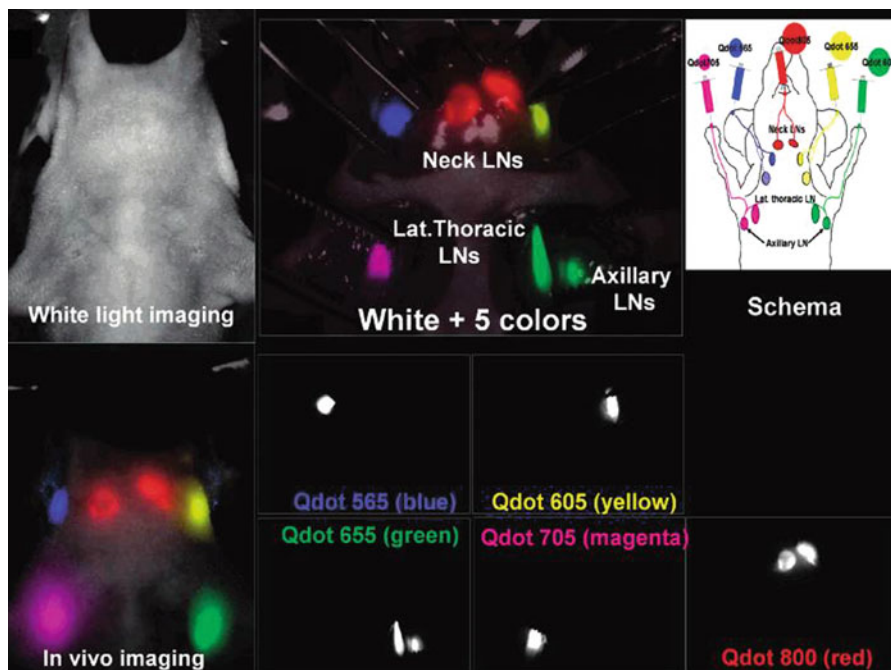 White light imaging
Neck LNs
Lat.Thoracic
LNs
Axillary
LNs
White + 5 colors
Qdot 565
Qdot 655
Neck LNs
Lat. thoracic LN
Axillary LN
Schema
In vivo imaging
Qdot 565 (blue)
Qdot 605 (yellow)
Qdot 655 (green)
Qdot 705 (magenta)
Qdot 800 (red)